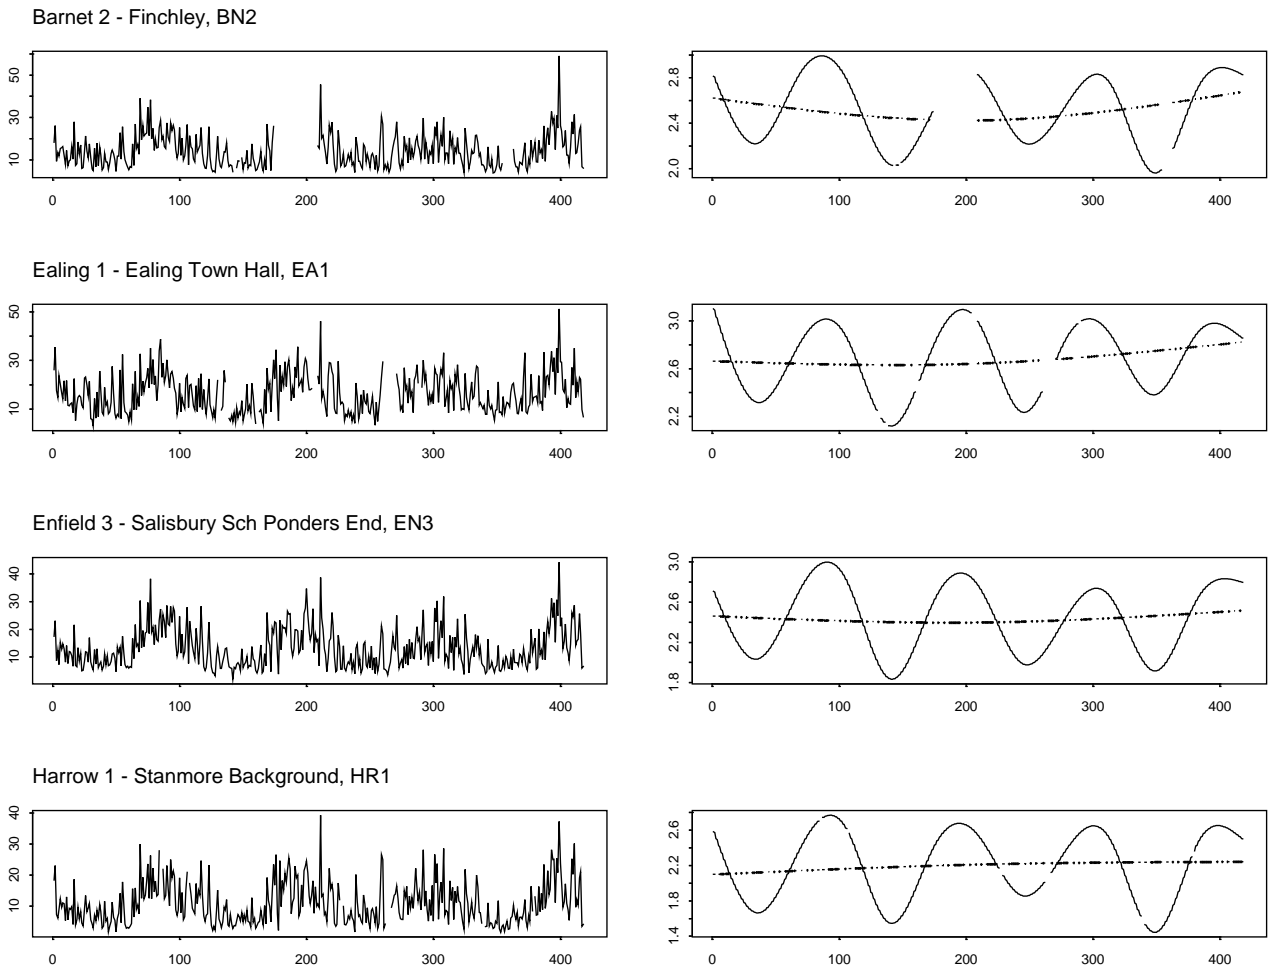 Barnet 2 - Finchley, BN2
50
30
10
0 100 200 300 400
2.8
2.4
2.0
0 100 200 300 400
Ealing 1 - Ealing Town Hall, EA1
50
30
10
0 100 200 300 400
3.0
2.6
2.2
0 100 200 300 400
Enfield 3 - Salisbury Sch Ponders End, EN3
40
30
20
10
0 100 200 300 400
3.0
2.6
2.2
1.8
0 100 200 300 400
Harrow 1 - Stanmore Background, HR1
40
30
20
10
0 100 200 300 400
2.6
2.2
1.8
1.4
0 100 200 300 400